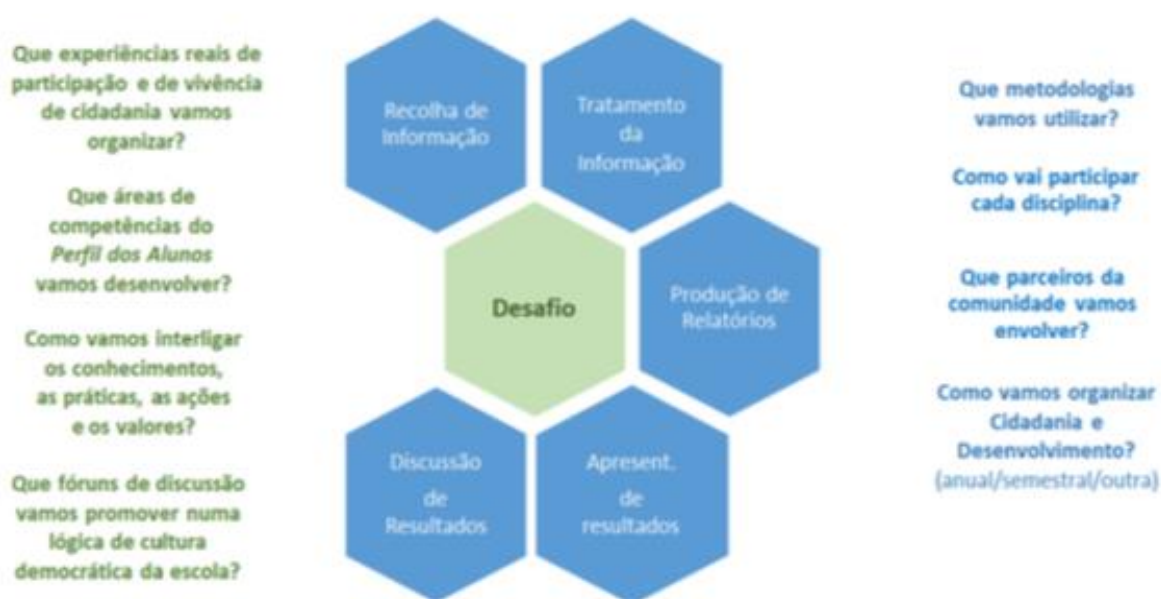 Que experiências reais de
participação e de vivência
de cidadania vamos
organizar?
Que áreas de
competências do
Perfil dos Alunos
vamos desenvolver?
Como vamos interligar
os conhecimentos,
as práticas, as ações
e os valores?
Que fóruns de discussão
vamos promover numa
lógica de cultura
democrática da escola?
Recolha de
Informação
Tratamento
da
Informação
Desafio
Produção de
Relatórios
Discussão
de
Resultados
Apresent.
de
resultados
Que metodologias
vamos utilizar?
Como vai participar
cada disciplina?
Que parceiros da
comunidade vamos
envolver?
Como vamos organizar
Cidadania e
Desenvolvimento?
(anual/semestral/outra)